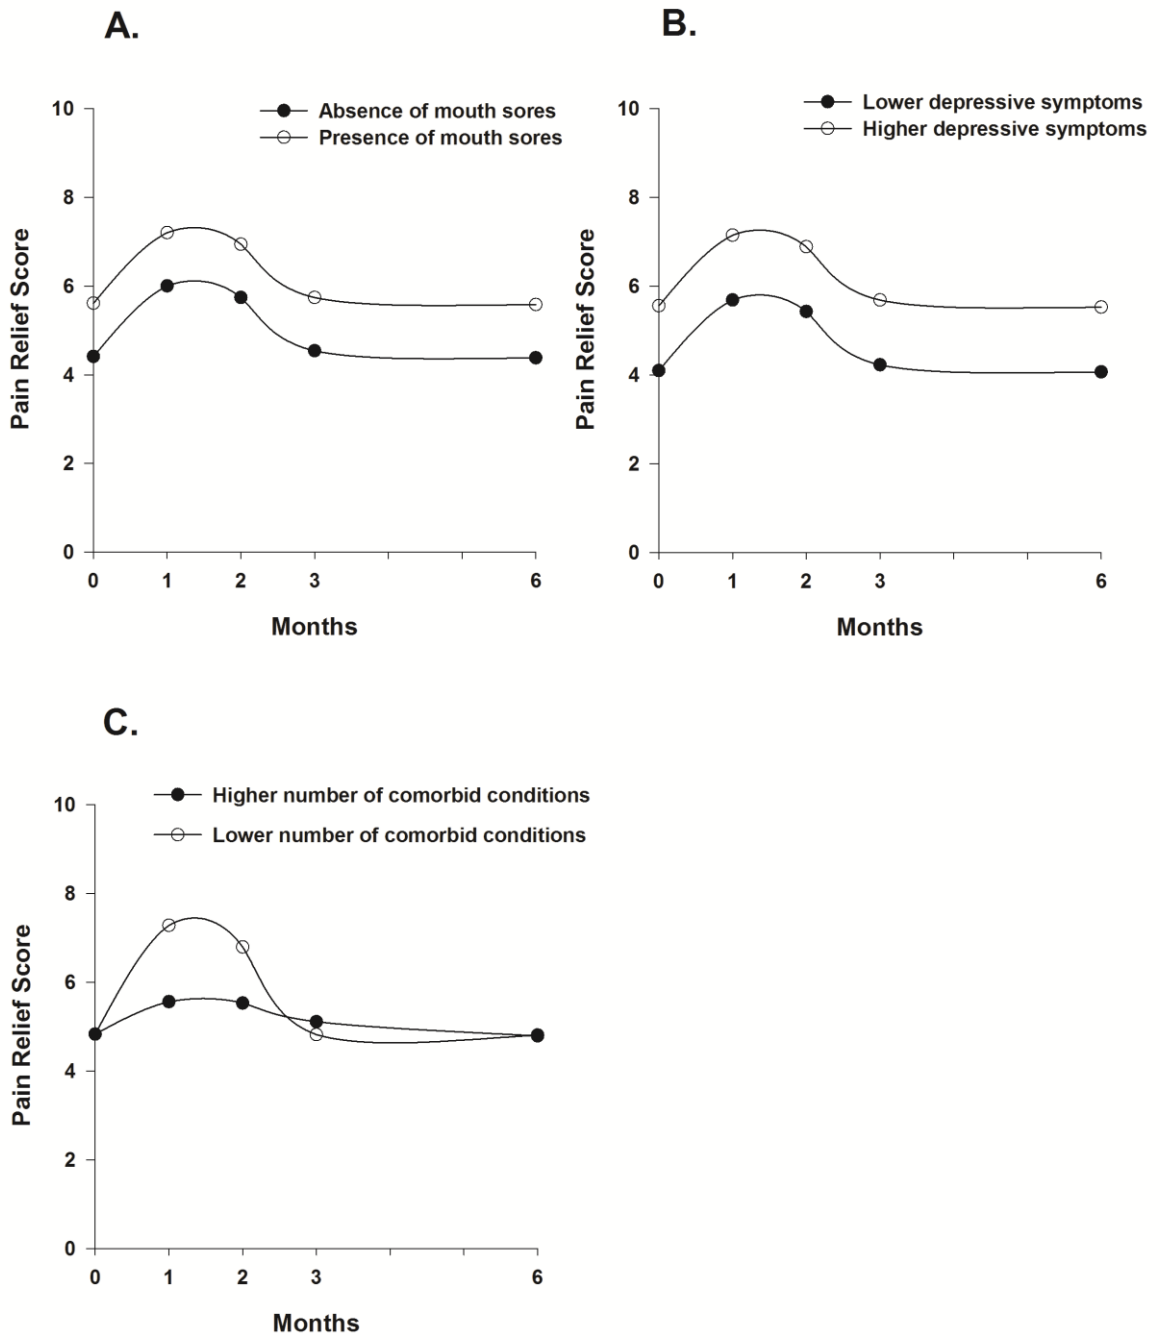 A.
Absence of mouth sores
Presence of mouth sores
Pain Relief Score
10
8
6
4
2
0
0 1 2 3 6
Months
B.
Lower depressive symptoms
Higher depressive symptoms
Pain Relief Score
10
8
6
4
2
0
0 1 2 3 6
Months
C.
Higher number of comorbid conditions
Lower number of comorbid conditions
Pain Relief Score
10
8
6
4
2
0
0 1 2 3 6
Months